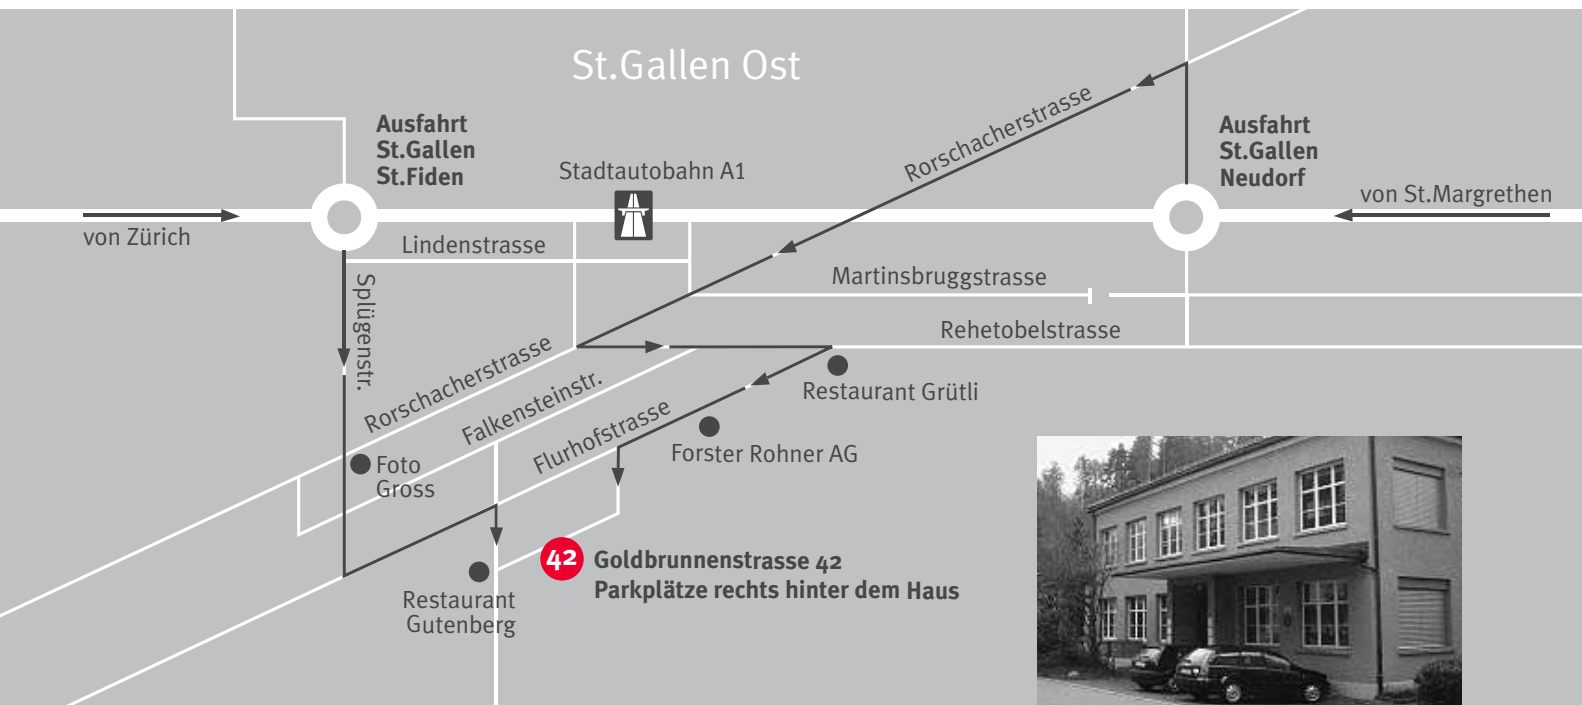 St.Gallen Ost
Ausfahrt
St.Gallen
St.Fiden
Stadtautobahn A1
Rorschacherstrasse
Ausfahrt
St.Gallen
Neudorf
von St.Margrethen
von Zürich
Lindenstrasse
Splügenstr.
Martinsbruggstrasse
Rehetobelstrasse
Rorschacherstrasse
Falkensteinstr.
Restaurant Grütli
Flurhofstrasse
Forster Rohner AG
Foto
Gross
42
Goldbrunnenstrasse 42
Parkplätze rechts hinter dem Haus
Restaurant
Gutenberg